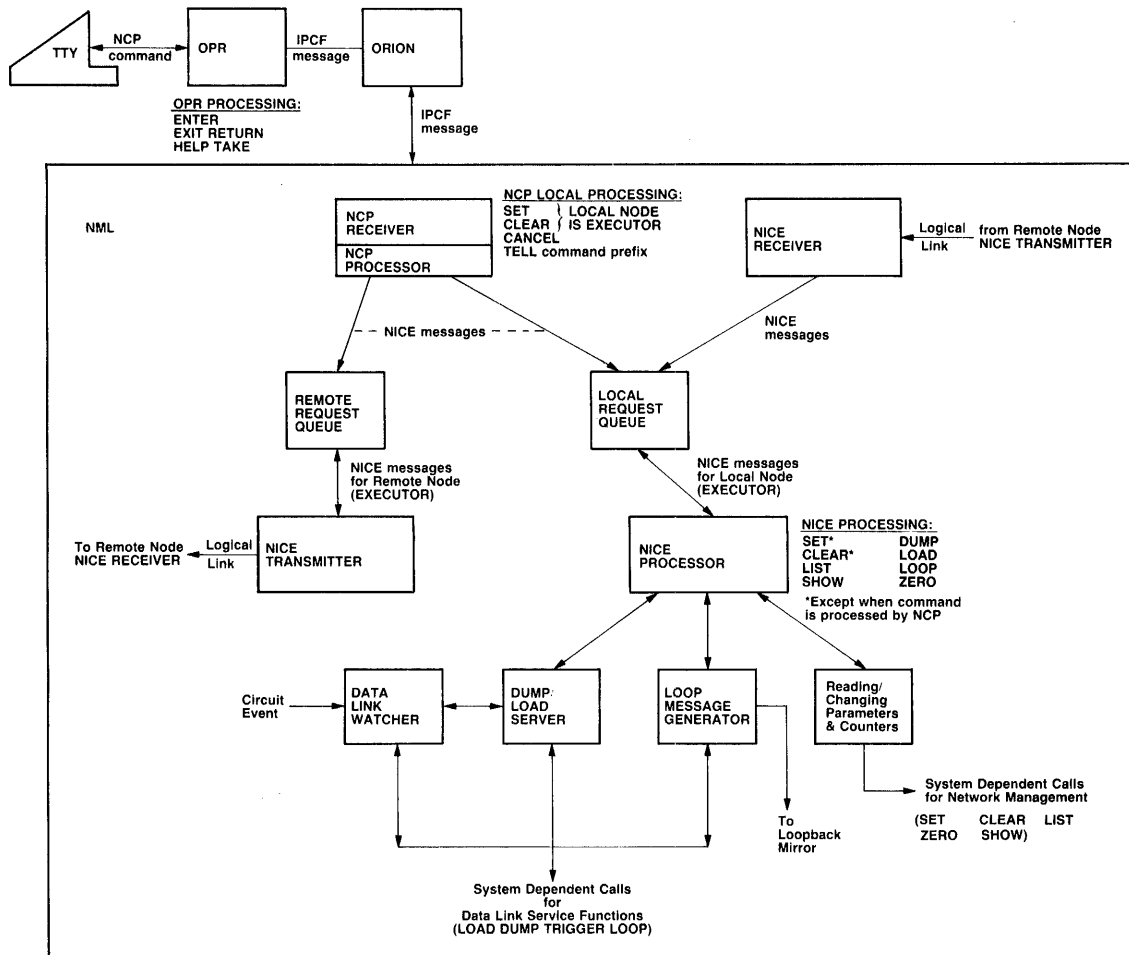 TTY
NCP
command
OPR
IPCF
message
ORION
OPR PROCESSING:
ENTER
EXIT RETURN
HELP TAKE
IPCF
message
NML
NCP
RECEIVER
NCP
PROCESSOR
NCP LOCAL PROCESSING:
SET } LOCAL NODE
CLEAR } IS EXECUTOR
CANCEL
TELL command prefix
NICE
RECEIVER
Logical
Link
from Remote Node
NICE TRANSMITTER
NICE messages
NICE
messages
REMOTE
REQUEST
QUEUE
LOCAL
REQUEST
QUEUE
NICE messages
for Remote Node
(EXECUTOR)
NICE messages
for Local Node
(EXECUTOR)
To Remote Node
NICE RECEIVER
Logical
Link
NICE
TRANSMITTER
NICE
PROCESSOR
NICE PROCESSING:
SET* DUMP
CLEAR* LOAD
LIST LOOP
SHOW ZERO
*Except when command
is processed by NCP
Circuit
Event
DATA
LINK
WATCHER
DUMP/
LOAD
SERVER
LOOP
MESSAGE
GENERATOR
Reading/
Changing
Parameters
& Counters
System Dependent Calls
for Network Management
(SET CLEAR LIST
ZERO SHOW)
To
Loopback
Mirror
System Dependent Calls
for
Data Link Service Functions
(LOAD DUMP TRIGGER LOOP)